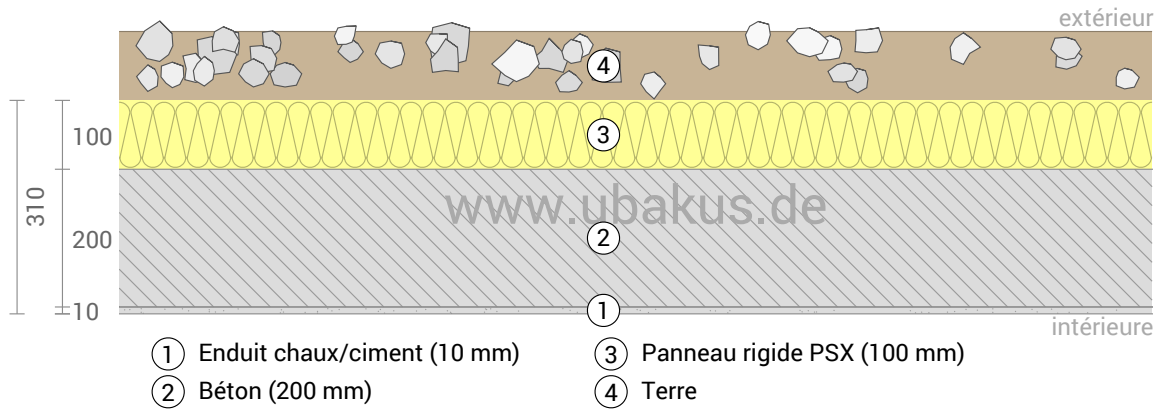 extérieur
4
100
3
310
www.ubakus.de
200
2
10
1
intérieure
1 Enduit chaux/ciment (10 mm)
3 Panneau rigide PSX (100 mm)
2 Béton (200 mm)
4 Terre